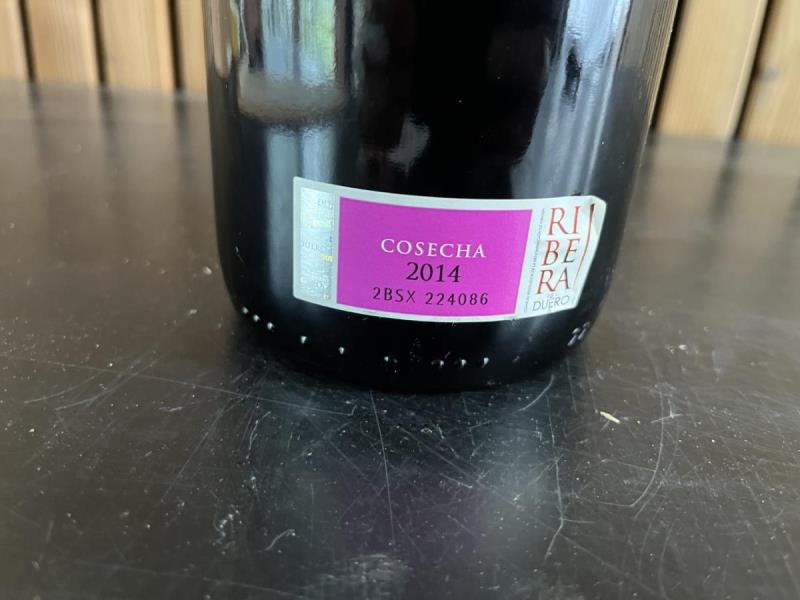 COSECHA
2014
2BSX 224086
RI
BE
RA
DUERO